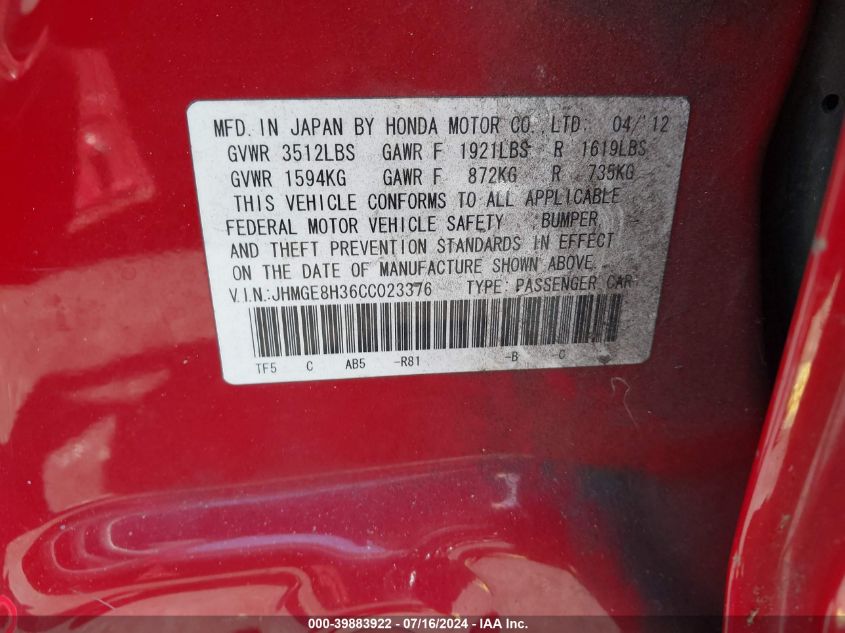 MFD. IN JAPAN BY HONDA MOTOR CO., LTD. 04/12
GVWR 3512LBS GAWR F 1921LBS R 1619LBS
GVWR 1594KG GAWR F 872KG R 735KG
THIS VEHICLE CONFORMS TO ALL APPLICABLE
FEDERAL MOTOR VEHICLE SAFETY , BUMPER
AND THEFT PREVENTION STANDARDS IN EFFECT
ON THE DATE OF MANUFACTURE SHOWN ABOVE.
V.I.N.:JHMGE8H36CC023376 TYPE: PASSENGER CAR
TF5 C AB5 -R81 -B -C
000-39883922 / 07/16/2024 / IAA Holdings, LLC.